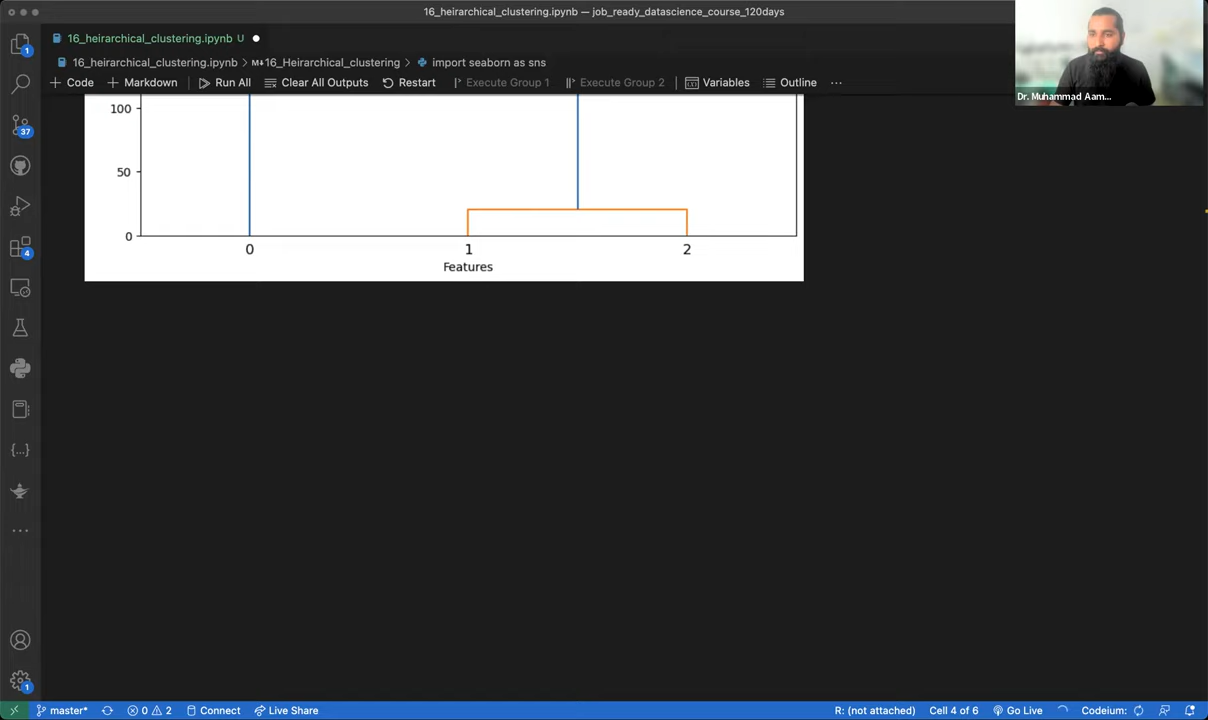 16_heirarchical_clustering.ipynb — job_ready_datascience_course_120days
16_heirarchical_clustering.ipynb U
16_heirarchical_clustering.ipynb > M↓16_Heirarchical_clustering > import seaborn as sns
+ Code + Markdown Run All Clear All Outputs Restart Execute Group 1 Execute Group 2 Variables Outline ...
Dr. Muhammad Aam...
1
37
4
{...}
1
100
50
0
0 1 2
Features
master* 0 2 Connect Live Share R: (not attached) Cell 4 of 6 Go Live Codeium: